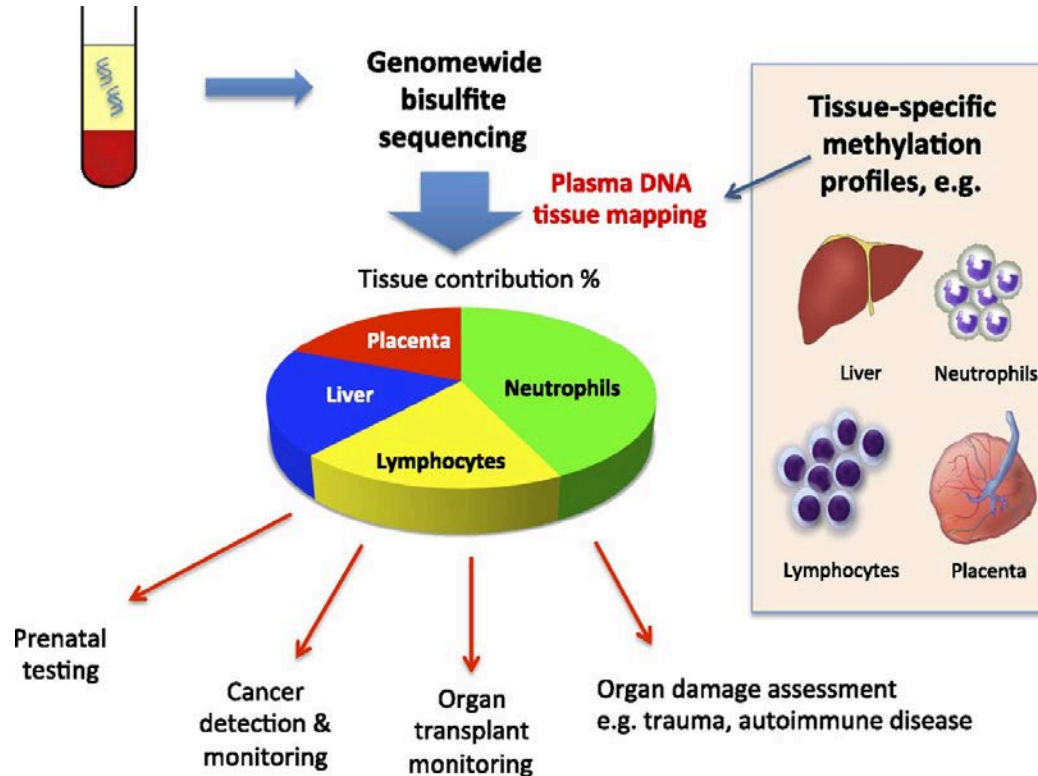 Genomewide
bisulfite
sequencing
Tissue-specific
methylation
profiles, e.g.
Plasma DNA
tissue mapping
Tissue contribution %
Placenta
Neutrophils
Liver
Lymphocytes
Liver
Neutrophils
Lymphocytes
Placenta
Prenatal
testing
Cancer
detection &
monitoring
Organ
transplant
monitoring
Organ damage assessment
e.g. trauma, autoimmune disease